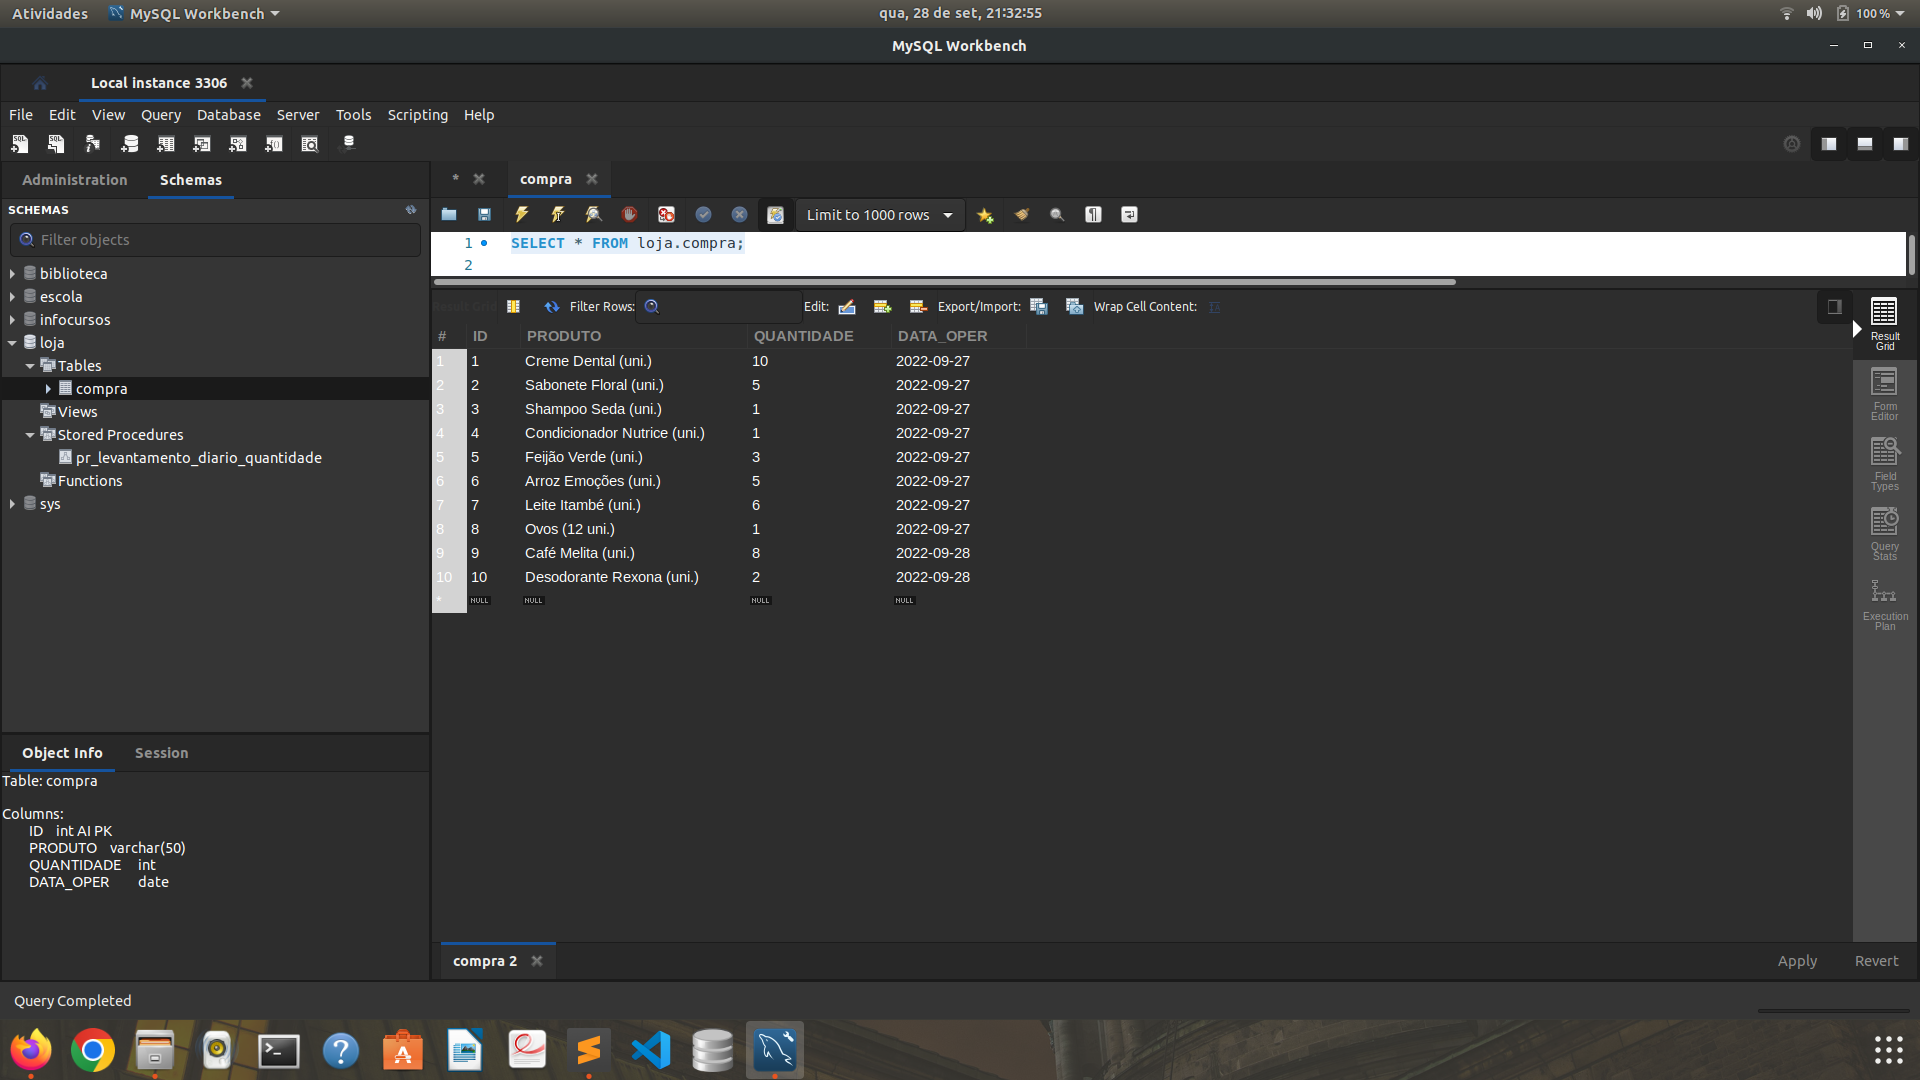 Atividades MySQL Workbench qua, 28 de set, 21:32:55 100 %
MySQL Workbench
Local instance 3306
File Edit View Query Database Server Tools Scripting Help
Administration Schemas
SCHEMAS
Filter objects
biblioteca
escola
infocursos
loja
Tables
compra
Views
Stored Procedures
pr_levantamento_diario_quantidade
Functions
sys
Object Info Session
Table: compra
Columns:
ID int AI PK
PRODUTO varchar(50)
QUANTIDADE int
DATA_OPER date
* compra
Limit to 1000 rows
1 SELECT * FROM loja.compra;
2
Result Grid Filter Rows: Edit: Export/Import: Wrap Cell Content:
# ID PRODUTO QUANTIDADE DATA_OPER
1 1 Creme Dental (uni.) 10 2022-09-27
2 2 Sabonete Floral (uni.) 5 2022-09-27
3 3 Shampoo Seda (uni.) 1 2022-09-27
4 4 Condicionador Nutrice (uni.) 1 2022-09-27
5 5 Feijão Verde (uni.) 3 2022-09-27
6 6 Arroz Emoções (uni.) 5 2022-09-27
7 7 Leite Itambé (uni.) 6 2022-09-27
8 8 Ovos (12 uni.) 1 2022-09-27
9 9 Café Melita (uni.) 8 2022-09-28
10 10 Desodorante Rexona (uni.) 2 2022-09-28
* NULL NULL NULL NULL
Result
Grid
Form
Editor
Field
Types
Query
Stats
Execution
Plan
compra 2 Apply Revert
Query Completed